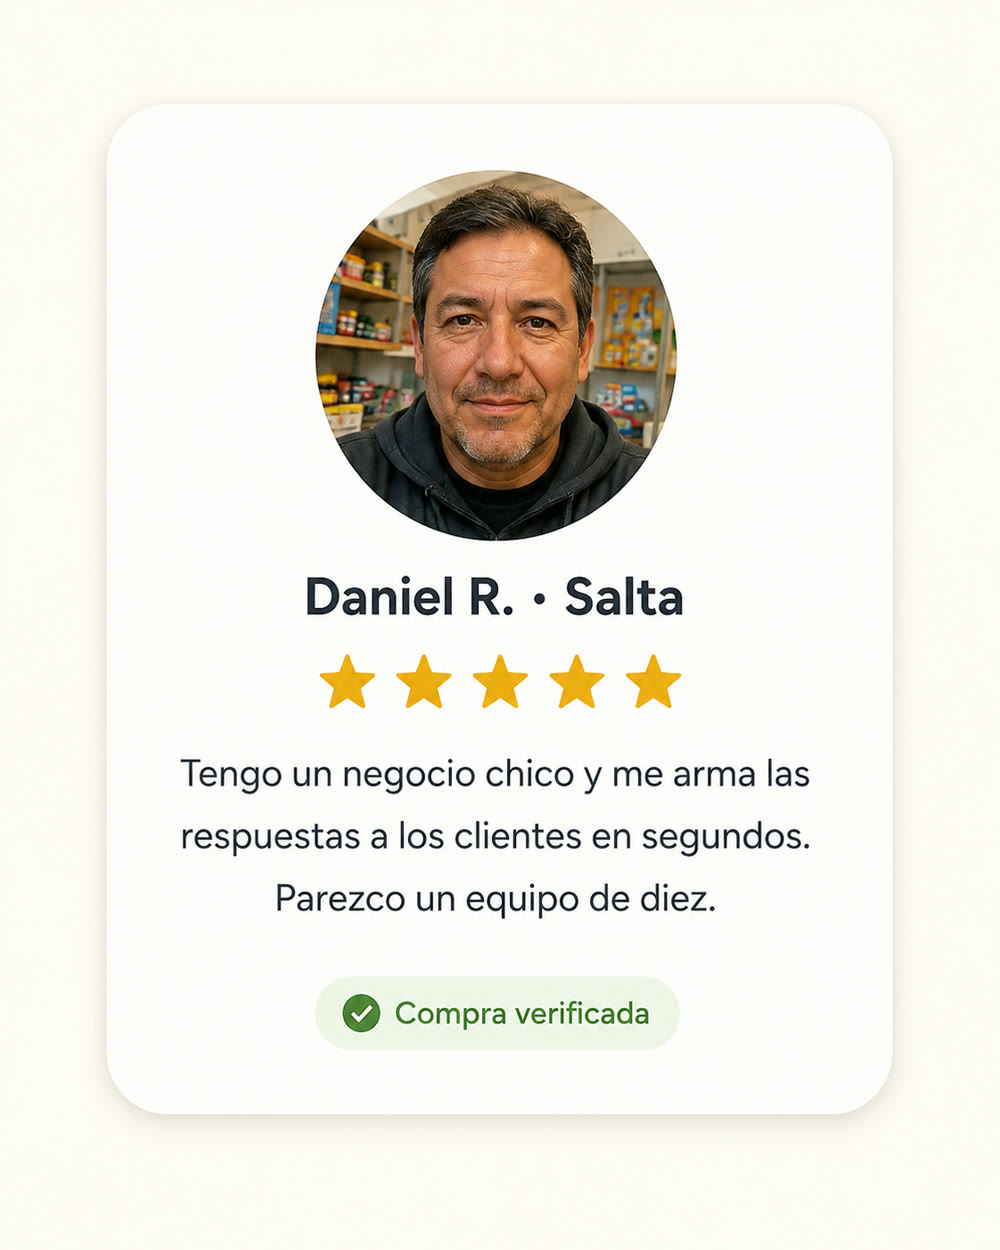 Daniel R. · Salta
Tengo un negocio chico y me arma las
respuestas a los clientes en segundos.
Parezco un equipo de diez.
Compra verificada